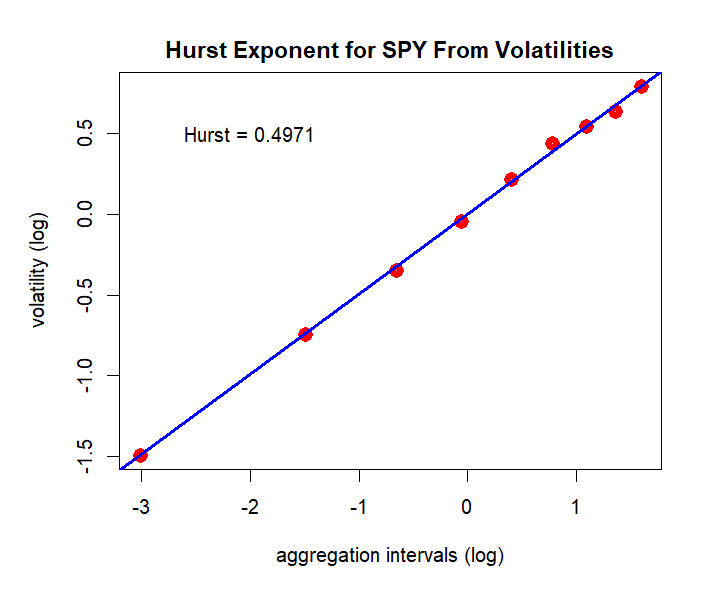 Hurst Exponent for SPY From Volatilities
Hurst = 0.4971
volatility (log)
0.5
0.0
-0.5
-1.0
-1.5
-3 -2 -1 0 1
aggregation intervals (log)